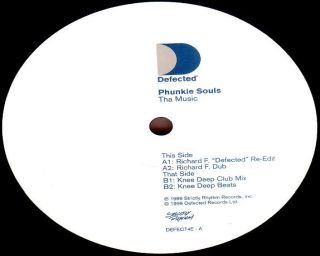 Defected®
Phunkie Souls
Tha Music
This Side
A1: Richard F. "Defected" Re-Edit
A2: Richard F. Dub
That Side
B1: Knee Deep Club Mix
B2: Knee Deep Beats
℗ 1999 Strictly Rhythm Records, Inc.
© 1999 Defected Records Ltd.
Strictly Rhythm
DEFECT4E - A